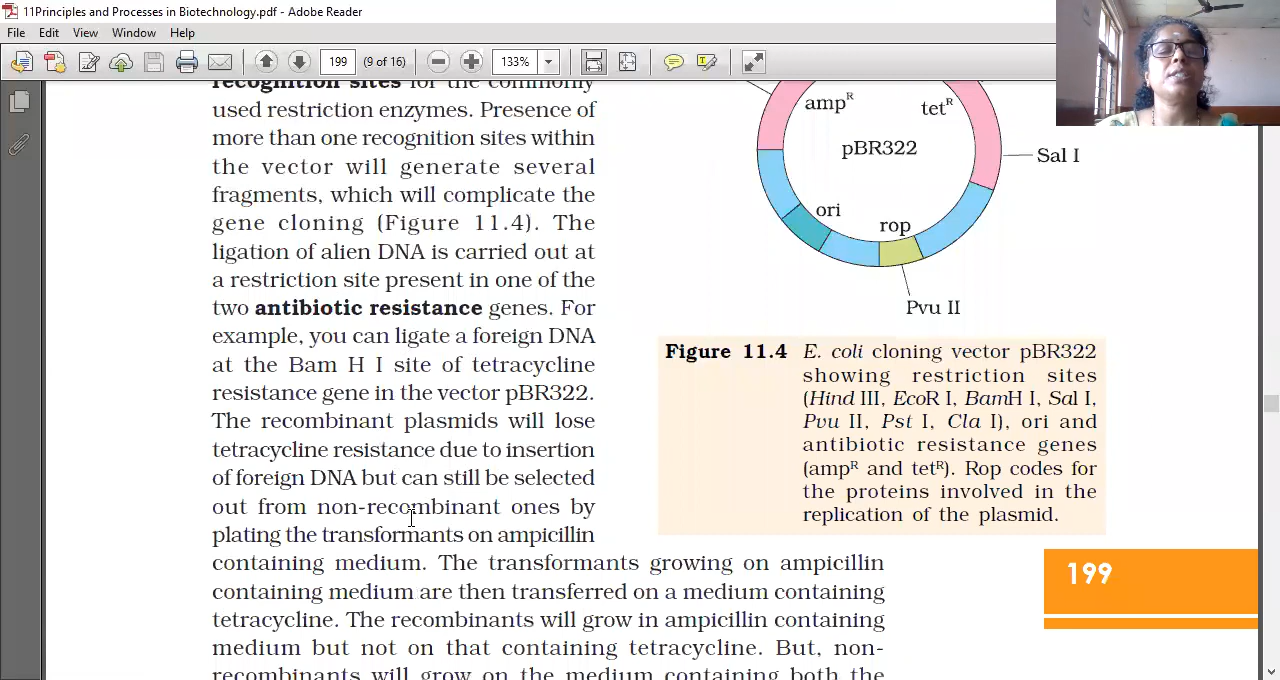 11Principles and Processes in Biotechnology.pdf - Adobe Reader
File Edit View Window Help
199 (9 of 16) 133%
recognition sites for the commonly
used restriction enzymes. Presence of
more than one recognition sites within
the vector will generate several
fragments, which will complicate the
gene cloning (Figure 11.4). The
ligation of alien DNA is carried out at
a restriction site present in one of the
two antibiotic resistance genes. For
example, you can ligate a foreign DNA
at the Bam H I site of tetracycline
resistance gene in the vector pBR322.
The recombinant plasmids will lose
tetracycline resistance due to insertion
of foreign DNA but can still be selected
out from non-recombinant ones by
plating the transformants on ampicillin
containing medium. The transformants growing on ampicillin
containing medium are then transferred on a medium containing
tetracycline. The recombinants will grow in ampicillin containing
medium but not on that containing tetracycline. But, non-
recombinants will grow on the medium containing both the
ampR
tetR
pBR322
Sal I
ori
rop
Pvu II
Figure 11.4 E. coli cloning vector pBR322
showing restriction sites
(Hind III, EcoR I, BamH I, Sal I,
Pvu II, Pst I, Cla I), ori and
antibiotic resistance genes
(ampR and tetR). Rop codes for
the proteins involved in the
replication of the plasmid.
199